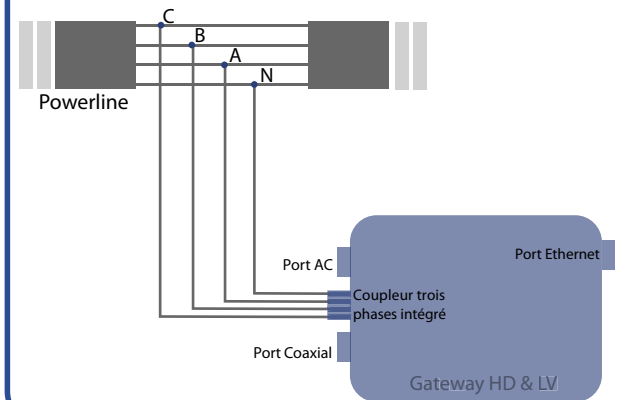 C
B
A
N
Powerline
Port AC
Port Ethernet
Coupleur trois
phases intégré
Port Coaxial
Gateway HD & LV